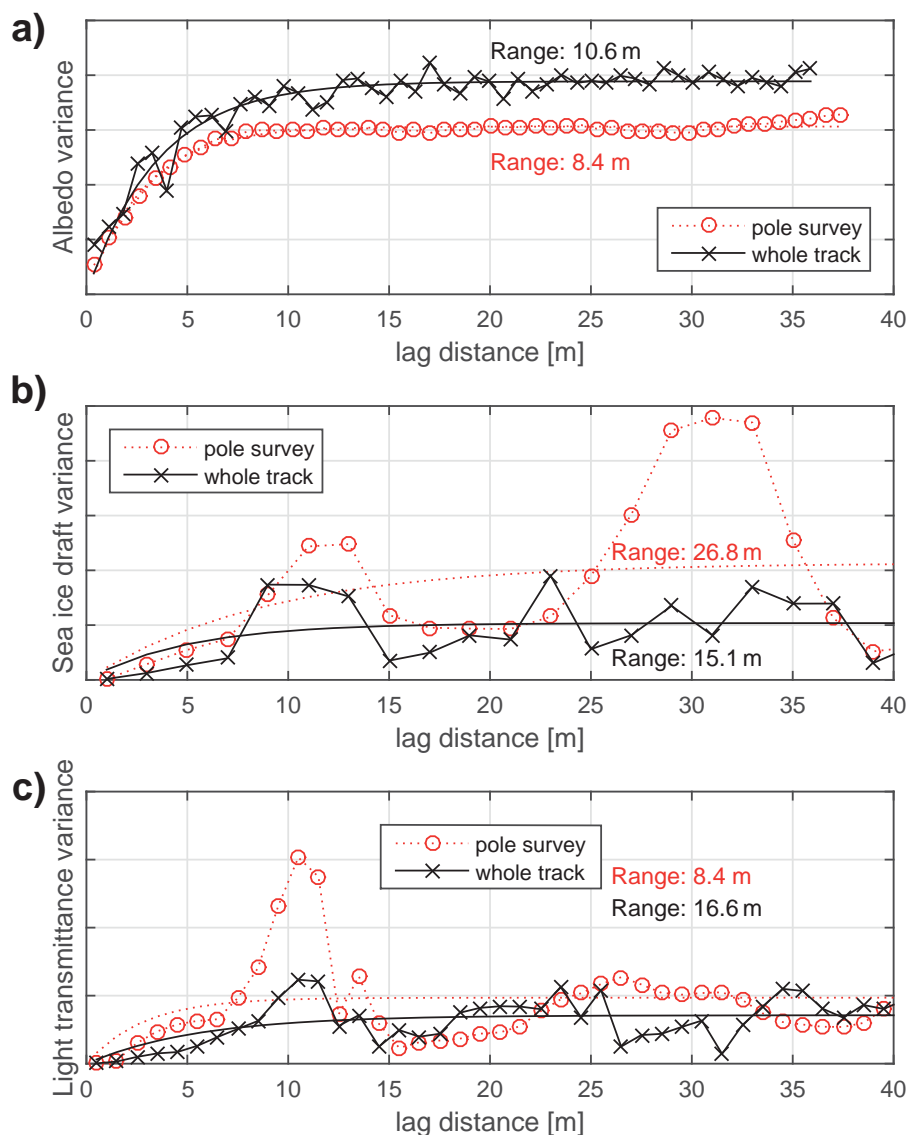 a)
Albedo variance
Range: 10.6 m
Range: 8.4 m
pole survey
whole track
0 5 10 15 20 25 30 35 40
lag distance [m]
b)
Sea ice draft variance
pole survey
whole track
Range: 26.8 m
Range: 15.1 m
0 5 10 15 20 25 30 35 40
lag distance [m]
c)
Light transmittance variance
pole survey
whole track
Range: 8.4 m
Range: 16.6 m
0 5 10 15 20 25 30 35 40
lag distance [m]